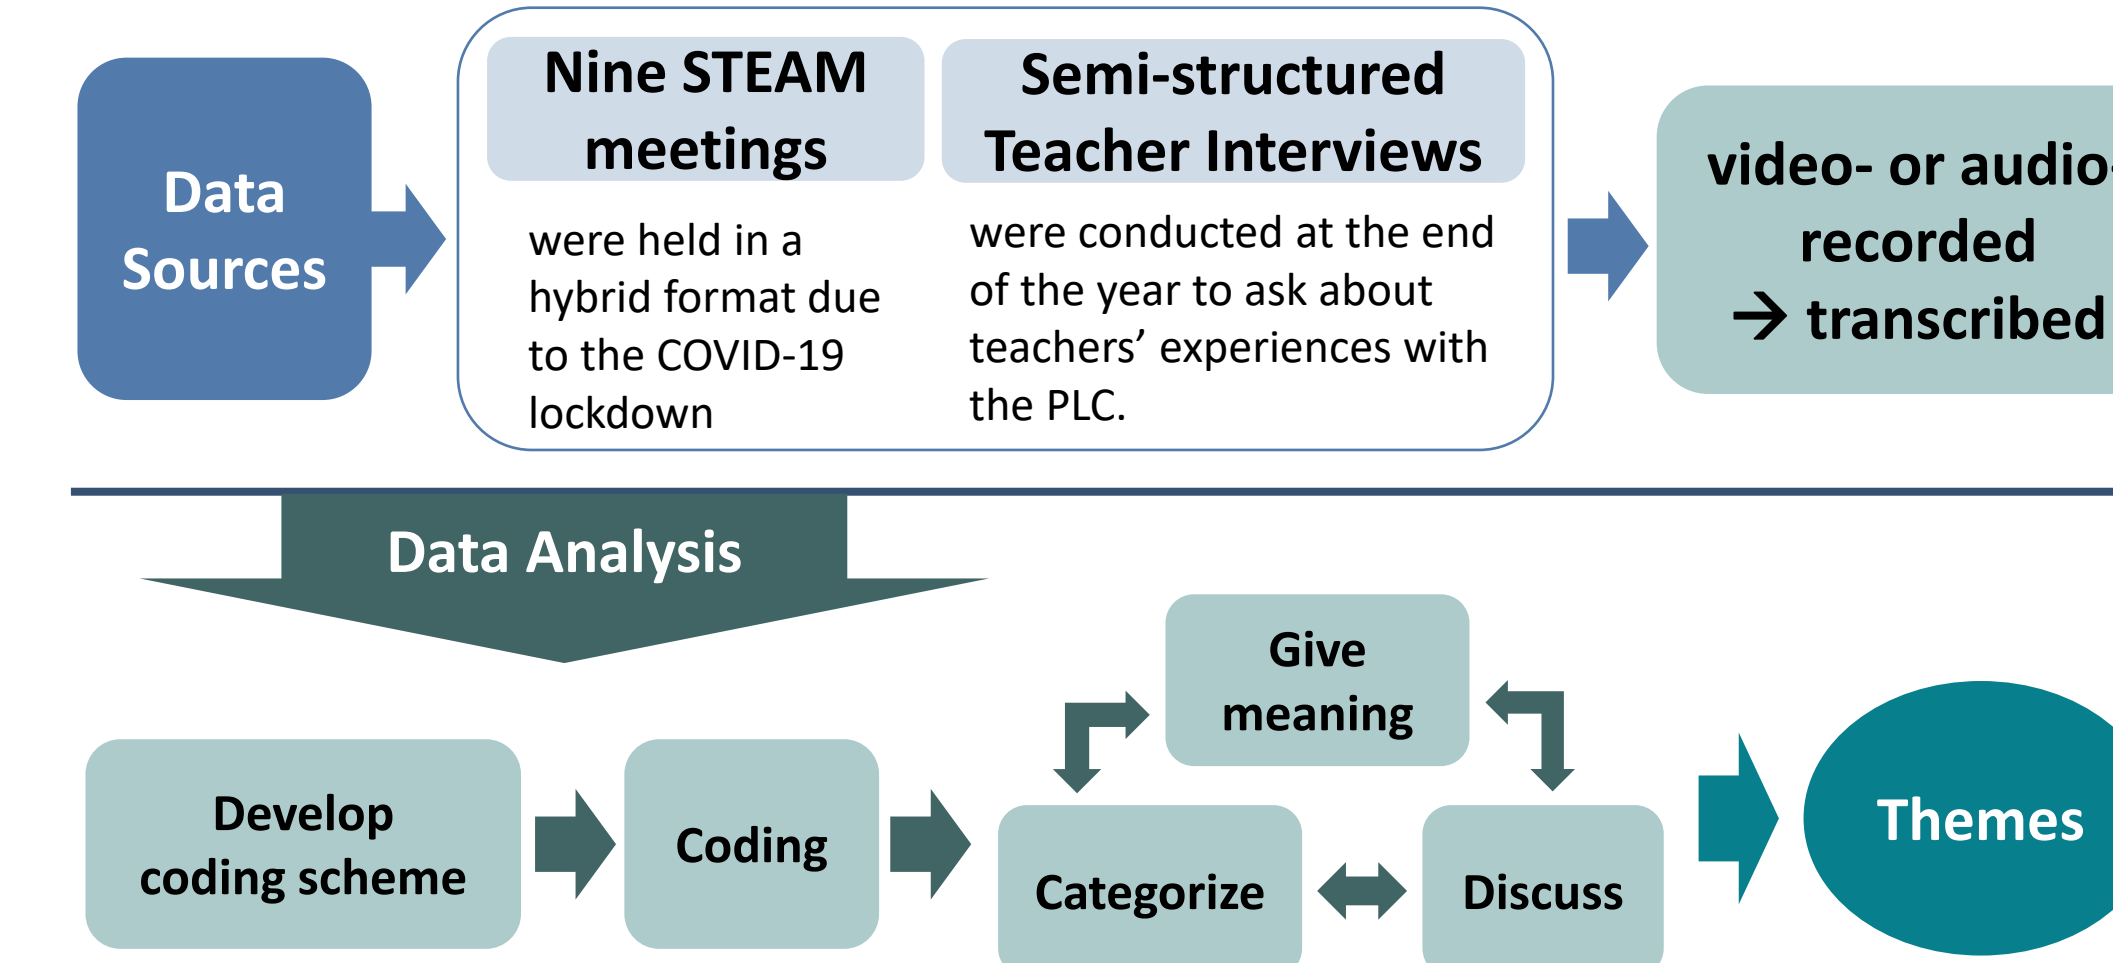 Data
Sources
Nine STEAM
meetings
were held in a
hybrid format due
to the COVID-19
lockdown
Semi-structured
Teacher Interviews
were conducted at the end
of the year to ask about
teachers’ experiences with
the PLC.
video- or audio-
recorded
→ transcribed
Data Analysis
Develop
coding scheme
Coding
Give
meaning
Categorize
Discuss
Themes